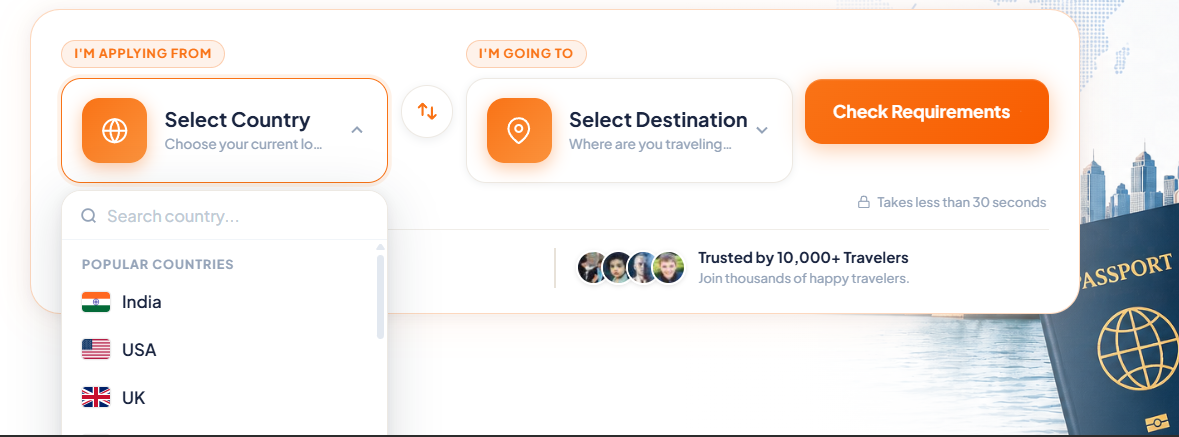 I'M APPLYING FROM
I'M GOING TO
Select Country
Choose your current lo...
Select Destination
Where are you traveling...
Check Requirements
Takes less than 30 seconds
Search country...
POPULAR COUNTRIES
India
USA
UK
Trusted by 10,000+ Travelers
Join thousands of happy travelers.
PASSPORT